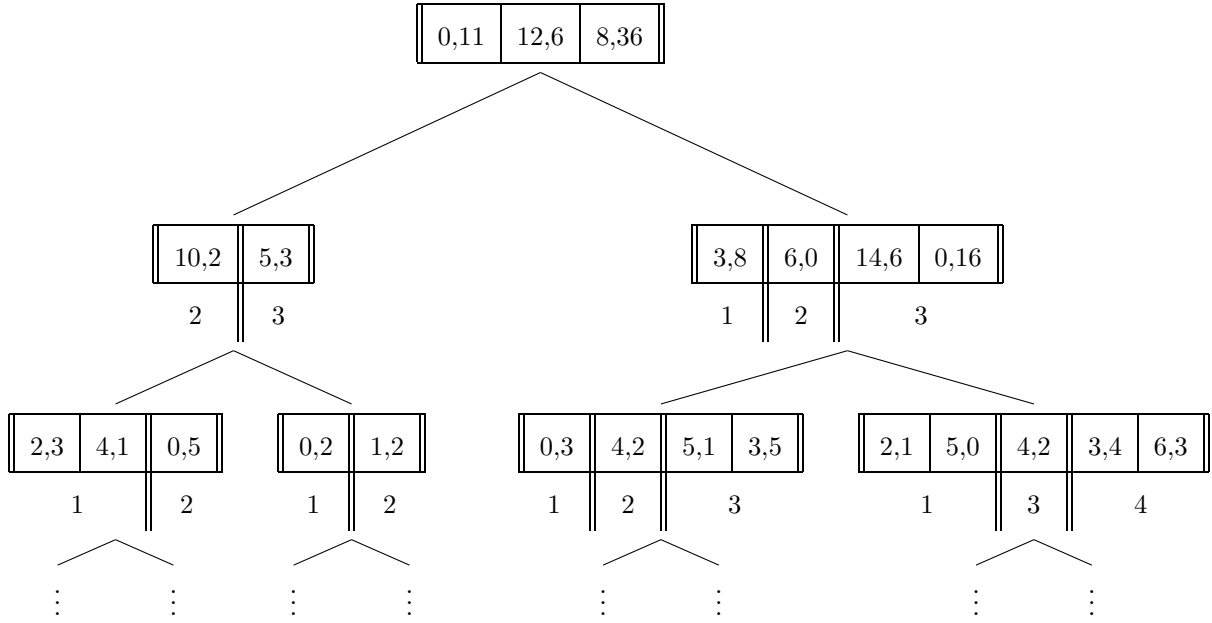 0,11 12,6 8,36
10,2 5,3 3,8 6,0 14,6 0,16
2 3 1 2 3
2,3 4,1 0,5 0,2 1,2 0,3 4,2 5,1 3,5 2,1 5,0 4,2 3,4 6,3
1 2 1 2 1 2 3 1 3 4
⋮ ⋮ ⋮ ⋮ ⋮ ⋮ ⋮ ⋮